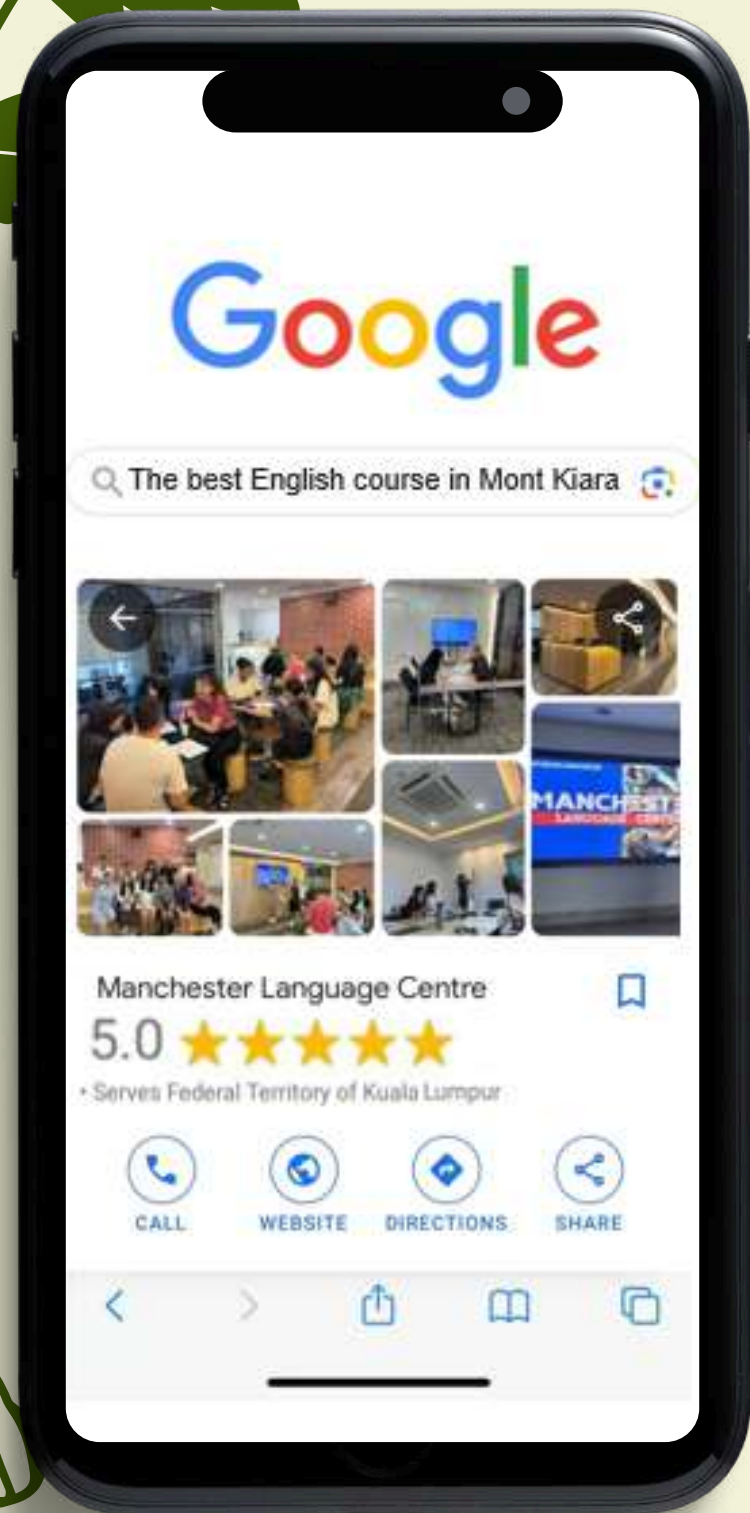 Google
The best English course in Mont Kiara
MANCHEST
Manchester Language Centre
5.0
• Serves Federal Territory of Kuala Lumpur
CALL WEBSITE DIRECTIONS SHARE